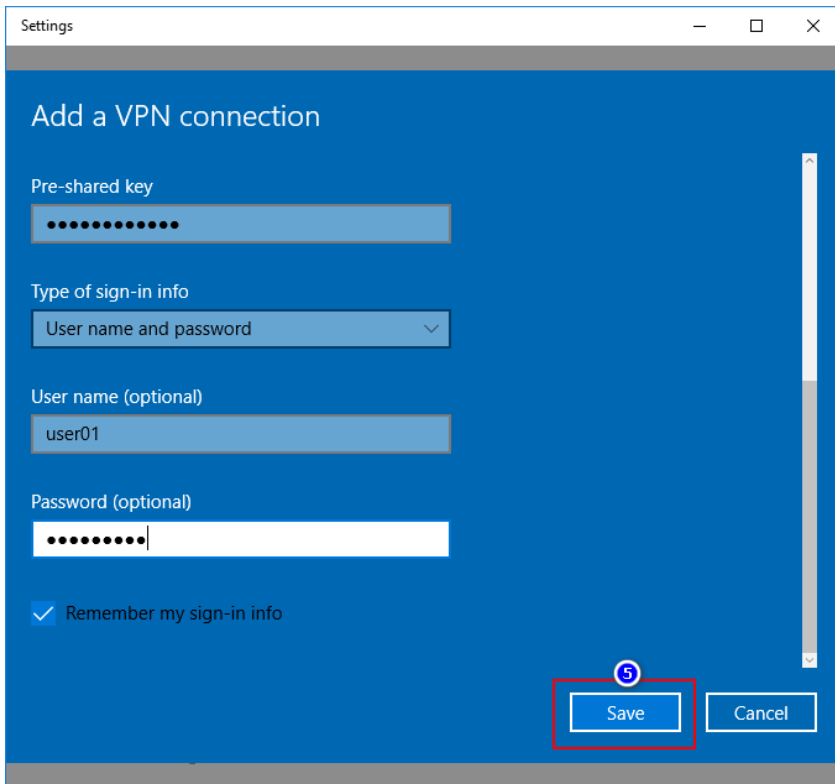 Settings
Add a VPN connection
Pre-shared key
●●●●●●●●●●●●
Type of sign-in info
User name and password
User name (optional)
user01
Password (optional)
●●●●●●●●●
Remember my sign-in info
5
Save Cancel